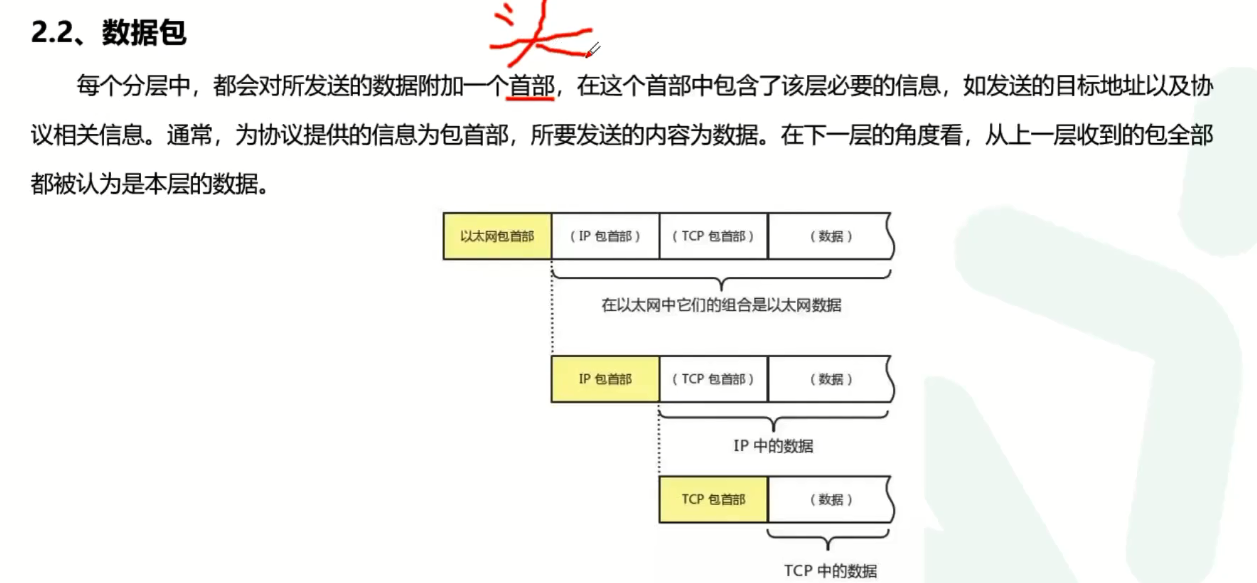 2.2、数据包
头
每个分层中，都会对所发送的数据附加一个首部，在这个首部中包含了该层必要的信息，如发送的目标地址以及协
议相关信息。通常，为协议提供的信息为包首部，所要发送的内容为数据。在下一层的角度看，从上一层收到的包全部
都被认为是本层的数据。
以太网包首部 （IP 包首部） （TCP 包首部） （数据）
在以太网中它们的组合是以太网数据
IP 包首部 （TCP 包首部） （数据）
IP 中的数据
TCP 包首部 （数据）
TCP 中的数据